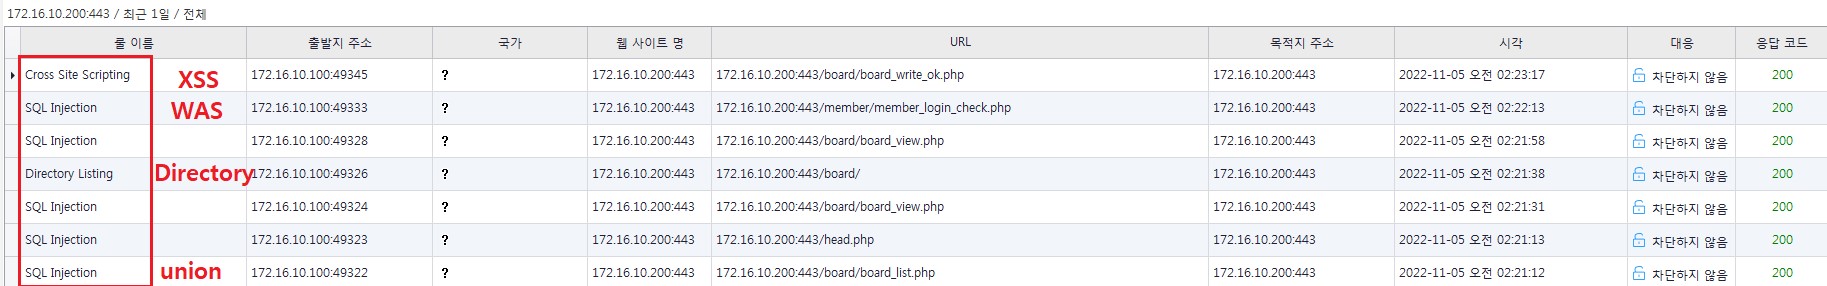 172.16.10.200:443 / 최근 1일 / 전체
룰 이름 출발지 주소 국가 웹 사이트 명 URL 목적지 주소 시각 대응 응답 코드
Cross Site Scripting XSS 172.16.10.100:49345 ? 172.16.10.200:443 172.16.10.200:443/board/board_write_ok.php 172.16.10.200:443 2022-11-05 오전 02:23:17 차단하지 않음 200
SQL Injection WAS 172.16.10.100:49333 ? 172.16.10.200:443 172.16.10.200:443/member/member_login_check.php 172.16.10.200:443 2022-11-05 오전 02:22:13 차단하지 않음 200
SQL Injection 172.16.10.100:49328 ? 172.16.10.200:443 172.16.10.200:443/board/board_view.php 172.16.10.200:443 2022-11-05 오전 02:21:58 차단하지 않음 200
Directory Listing Directory 172.16.10.100:49326 ? 172.16.10.200:443 172.16.10.200:443/board/ 172.16.10.200:443 2022-11-05 오전 02:21:38 차단하지 않음 200
SQL Injection 172.16.10.100:49324 ? 172.16.10.200:443 172.16.10.200:443/board/board_view.php 172.16.10.200:443 2022-11-05 오전 02:21:31 차단하지 않음 200
SQL Injection 172.16.10.100:49323 ? 172.16.10.200:443 172.16.10.200:443/head.php 172.16.10.200:443 2022-11-05 오전 02:21:13 차단하지 않음 200
SQL Injection union 172.16.10.100:49322 ? 172.16.10.200:443 172.16.10.200:443/board/board_list.php 172.16.10.200:443 2022-11-05 오전 02:21:12 차단하지 않음 200